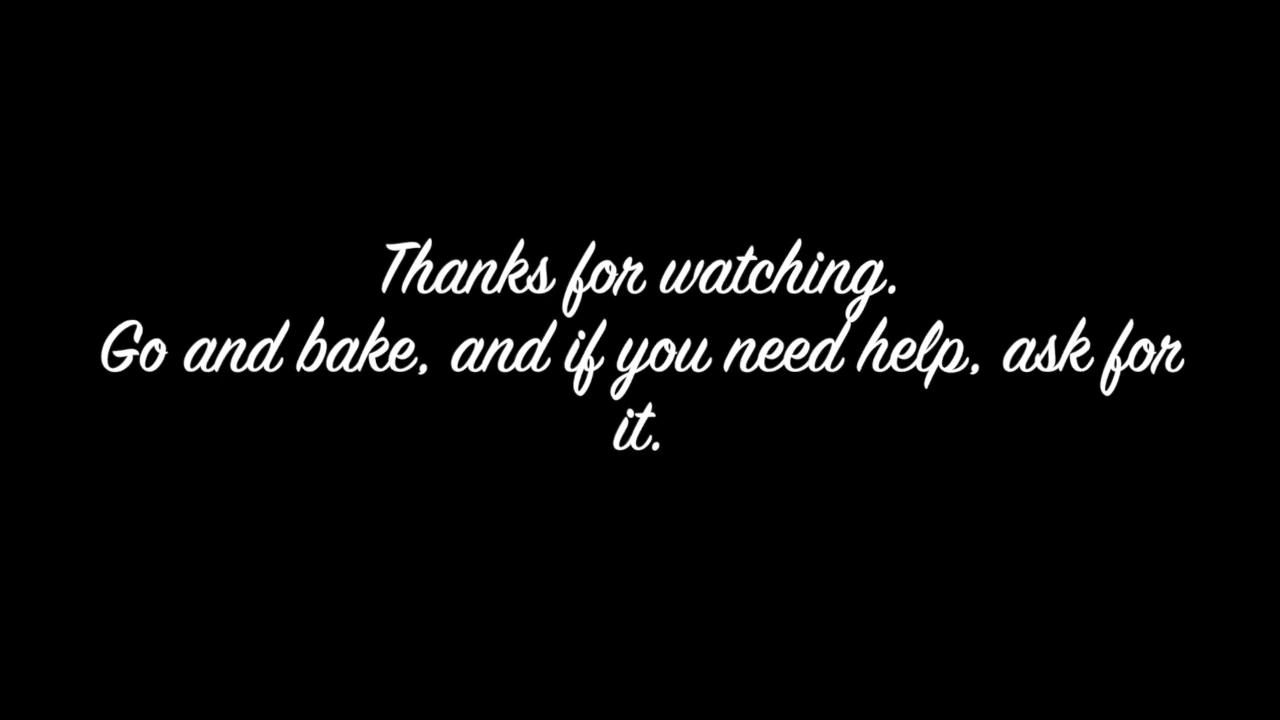 Thanks for watching.
Go and bake, and if you need help, ask for
it.